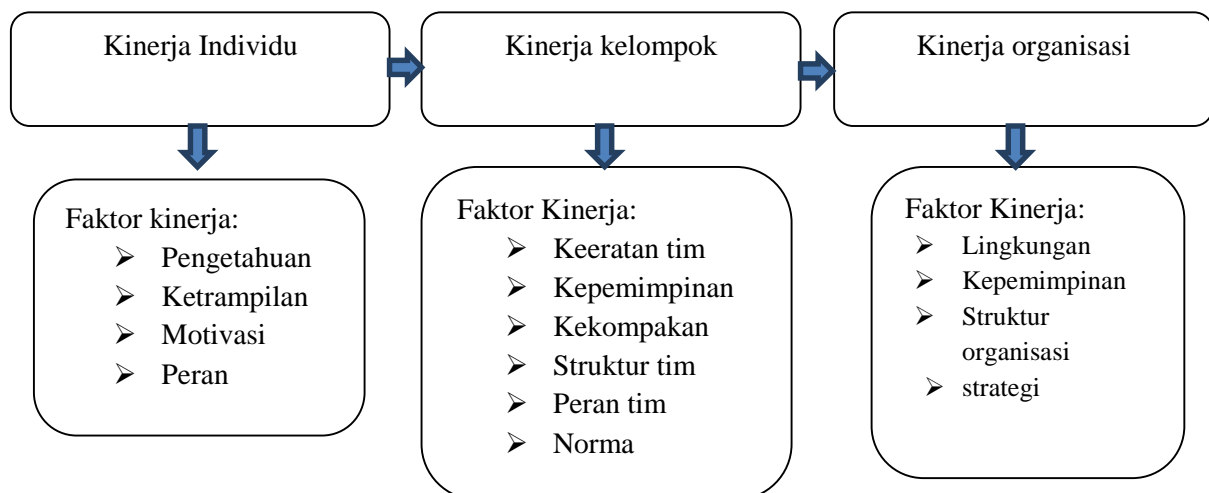 Kinerja Individu
Kinerja kelompok
Kinerja organisasi
Faktor kinerja:
➢ Pengetahuan
➢ Ketrampilan
➢ Motivasi
➢ Peran
Faktor Kinerja:
➢ Keeratan tim
➢ Kepemimpinan
➢ Kekompakan
➢ Struktur tim
➢ Peran tim
➢ Norma
Faktor Kinerja:
➢ Lingkungan
➢ Kepemimpinan
➢ Struktur
organisasi
➢ strategi